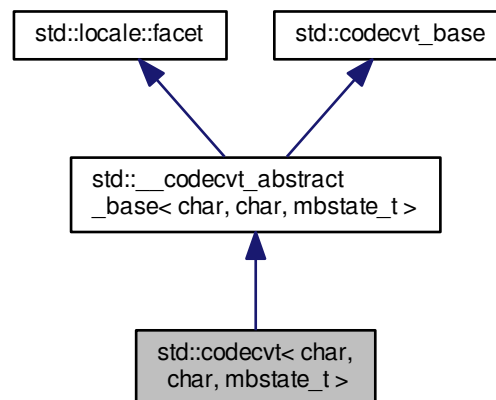 std::locale::facet
std::codecvt_base
std::__codecvt_abstract
_base< char, char, mbstate_t >
std::codecvt< char,
char, mbstate_t >